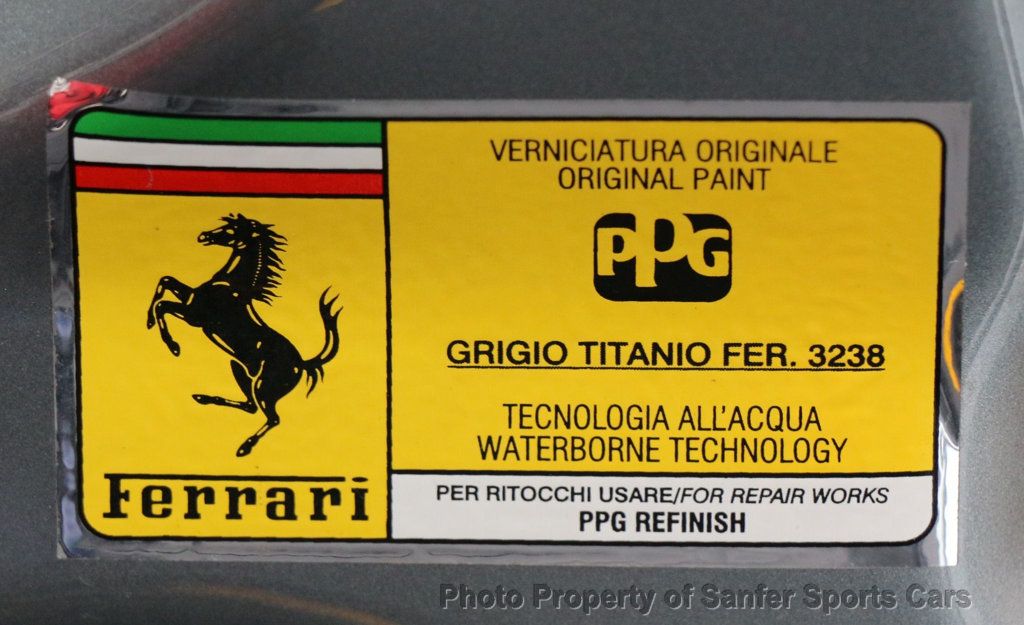 VERNICIATURA ORIGINALE
ORIGINAL PAINT
PPG
GRIGIO TITANIO FER. 3238
TECNOLOGIA ALL'ACQUA
WATERBORNE TECHNOLOGY
Ferrari
PER RITOCCHI USARE/FOR REPAIR WORKS
PPG REFINISH
Photo Property of Sanfer Sports Cars